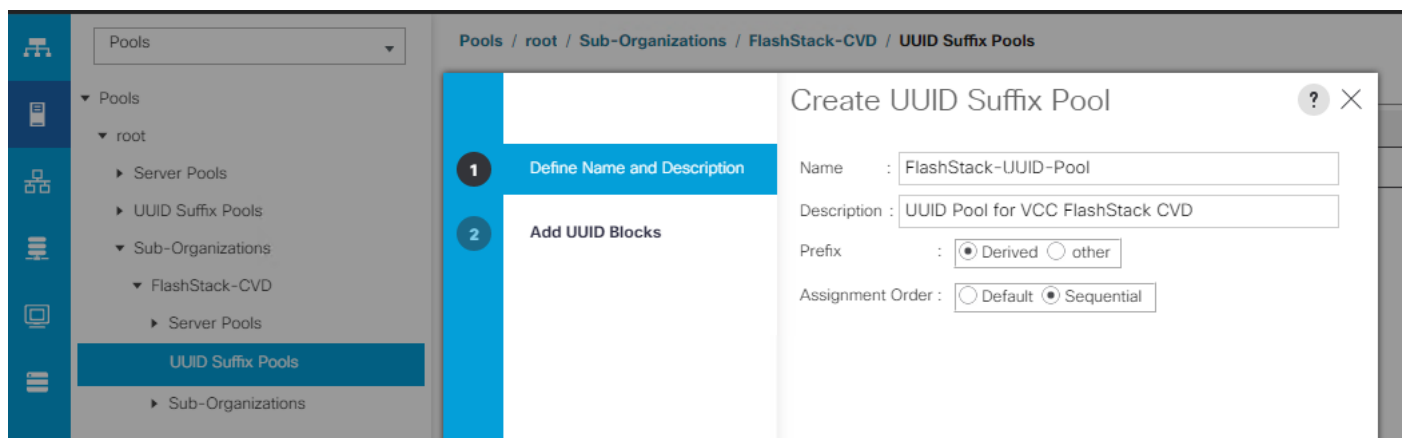 Pools
Pools / root / Sub-Organizations / FlashStack-CVD / UUID Suffix Pools
Pools
root
Server Pools
UUID Suffix Pools
Sub-Organizations
FlashStack-CVD
Server Pools
UUID Suffix Pools
Sub-Organizations
1 Define Name and Description
2 Add UUID Blocks
Create UUID Suffix Pool ?
Name : FlashStack-UUID-Pool
Description : UUID Pool for VCC FlashStack CVD
Prefix : Derived other
Assignment Order : Default Sequential